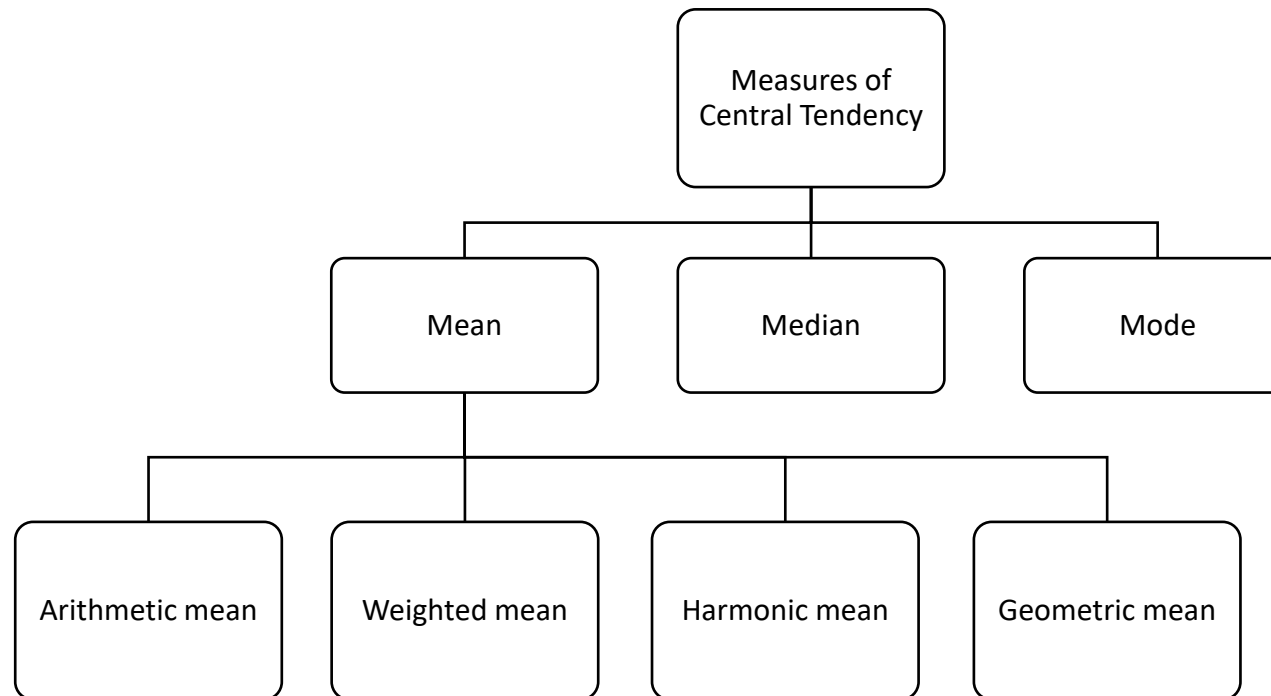 Measures of
Central Tendency
Mean
Median
Mode
Arithmetic mean
Weighted mean
Harmonic mean
Geometric mean